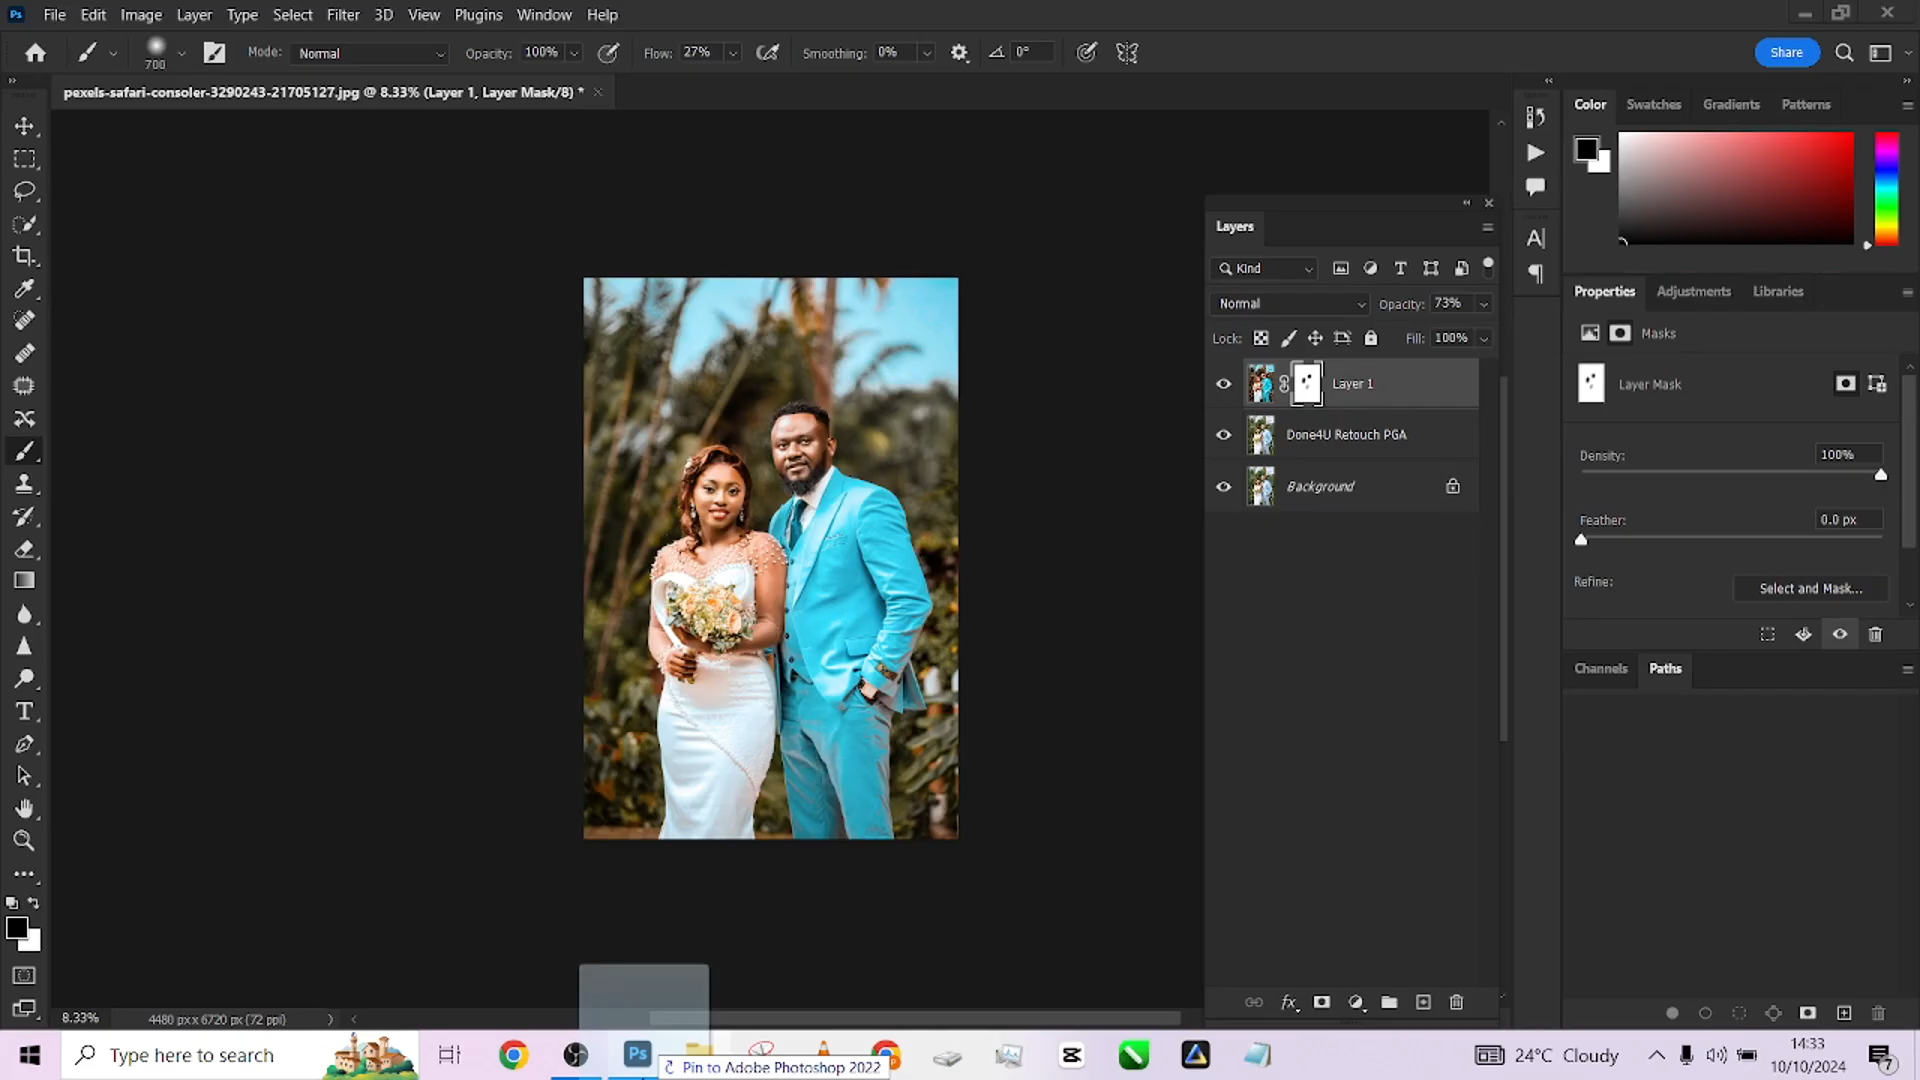 Ps File Edit Image Layer Type Select Filter 3D View Plugins Window Help
700 Mode: Normal Opacity: 100% Flow: 27% Smoothing: 0% 0° Share
pexels-safari-consoler-3290243-21705127.jpg @ 8.33% (Layer 1, Layer Mask/8) *
Color Swatches Gradients Patterns
Layers
Kind
Normal Opacity: 73%
Lock: Fill: 100%
Layer 1
Done4U Retouch PGA
Background
Properties Adjustments Libraries
Masks
Layer Mask
Density: 100%
Feather: 0.0 px
Refine: Select and Mask...
Channels Paths
8.33% 4480 px x 6720 px (72 ppi)
Type here to search
Ps
Pin to Adobe Photoshop 2022
24°C Cloudy
14:33
10/10/2024
7